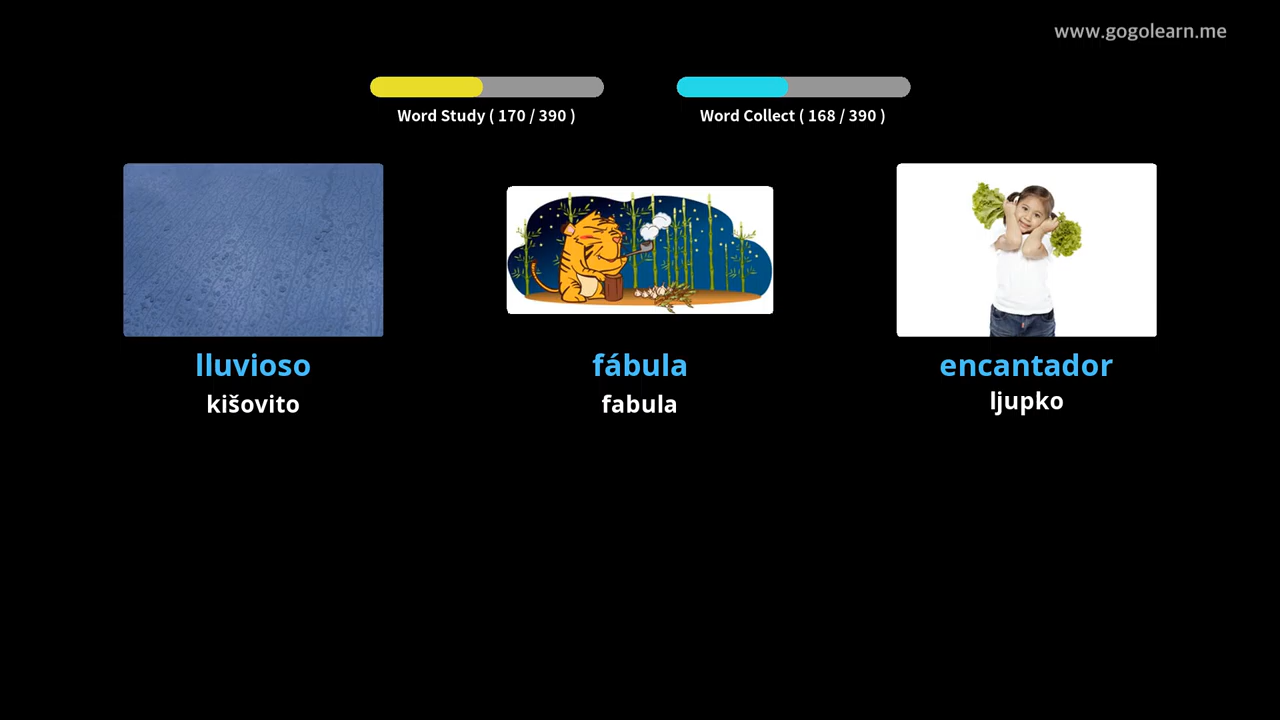 www.gogolearn.me
Word Study ( 170 / 390 )
Word Collect ( 168 / 390 )
lluvioso
kišovito
fábula
fabula
encantador
ljupko